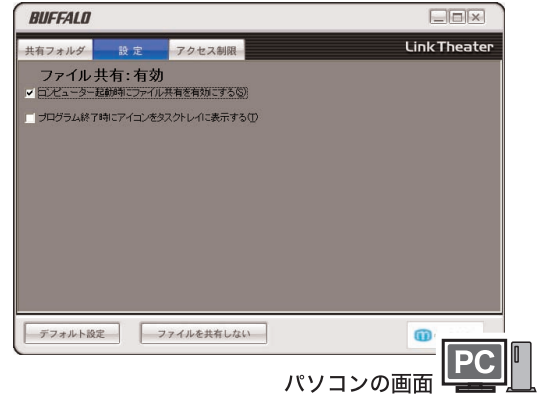 BUFFALO
共有フォルダ 設定 アクセス制限 LinkTheater
ファイル共有:有効
コンピューター起動時にファイル共有を有効にする(S)
プログラム終了時にアイコンをタスクトレイに表示する(T)
デフォルト設定 ファイルを共有しない
m
パソコンの画面 PC